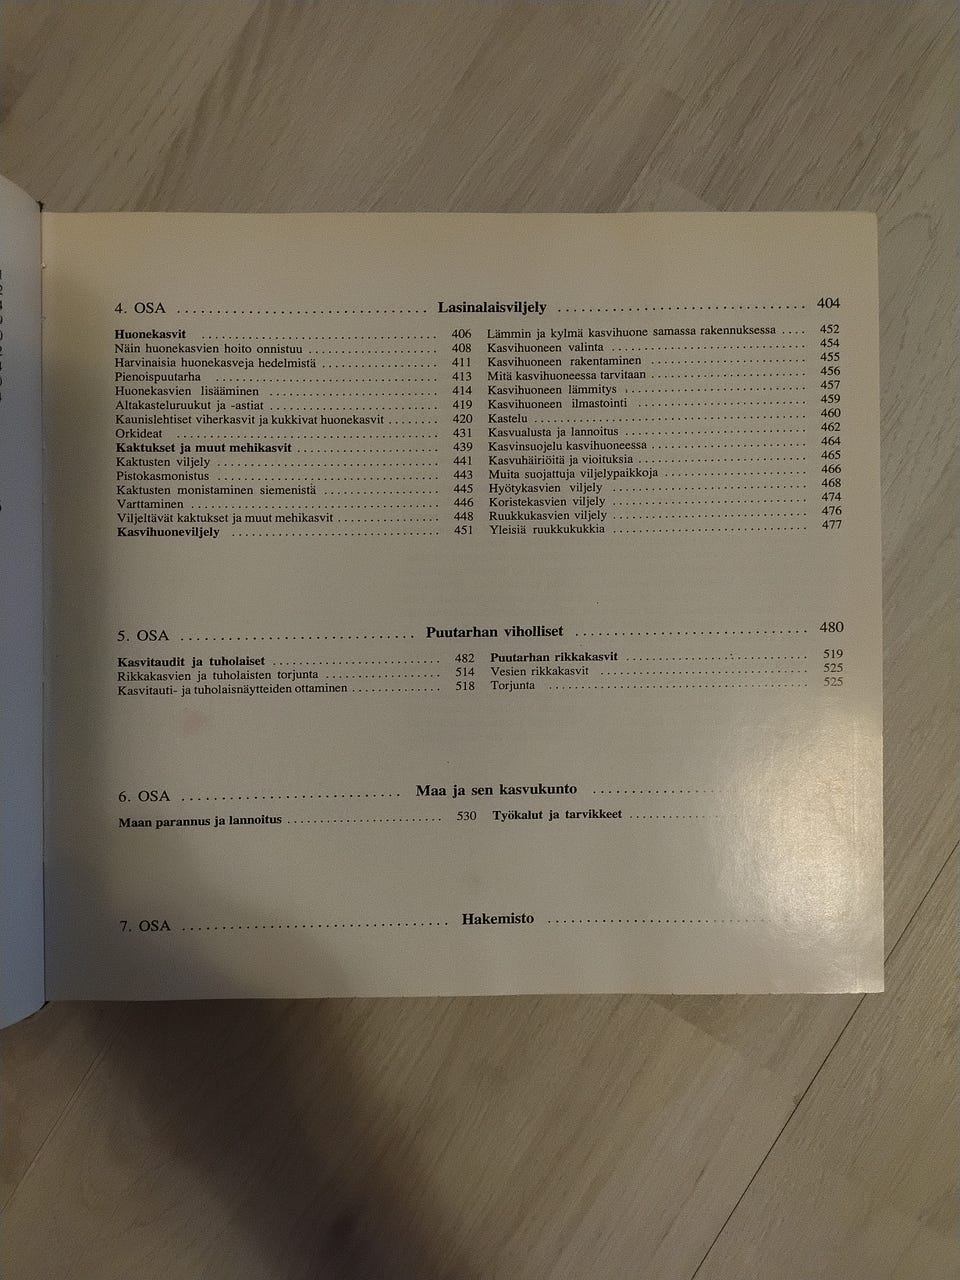 4. OSA ................................ Lasinalaisviljely ................................ 404
Huonekasvit ................................ 406
Näin huonekasvien hoito onnistuu .................... 408
Harvinaisia huonekasveja hedelmistä .................. 411
Pienoispuutarha ................................ 413
Huonekasvien lisääminen .......................... 414
Altakasteluruukut ja -astiat .......................... 419
Kaunislehtiset viherkasvit ja kukkivat huonekasvit ........ 420
Orkideat ........................................ 431
Kaktukset ja muut mehikasvit ...................... 439
Kaktusten viljely ................................ 441
Pistokasmonistus ................................ 443
Kaktusten monistaminen siemenistä .................. 445
Varttaminen .................................... 446
Viljeltävät kaktukset ja muut mehikasvit .............. 448
Kasvihuoneviljely ................................ 451
Lämmin ja kylmä kasvihuone samassa rakennuksessa .... 452
Kasvihuoneen valinta ............................ 454
Kasvihuoneen rakentaminen ........................ 455
Mitä kasvihuoneessa tarvitaan ...................... 456
Kasvihuoneen lämmitys .......................... 457
Kasvihuoneen ilmastointi .......................... 459
Kastelu ........................................ 460
Kasvualusta ja lannoitus .......................... 462
Kasvinsuojelu kasvihuoneessa ...................... 464
Kasvuhäiriöitä ja vioituksia ........................ 465
Muita suojattuja viljelypaikkoja .................... 466
Hyötykasvien viljely ............................ 468
Koristekasvien viljely ............................ 474
Ruukkukasvien viljely ............................ 476
Yleisiä ruukkukukkia ............................ 477
5. OSA ............................. Puutarhan viholliset ............................. 480
Kasvitaudit ja tuholaiset .......................... 482
Rikkakasvien ja tuholaisten torjunta .................. 514
Kasvitauti- ja tuholaisnäytteiden ottaminen ............ 518
Puutarhan rikkakasvit ............................ 519
Vesien rikkakasvit .............................. 525
Torjunta ...................................... 525
6. OSA ........................... Maa ja sen kasvukunto ....................
Maan parannus ja lannoitus ...................... 530
Työkalut ja tarvikkeet ..............
7. OSA ................................ Hakemisto ..........................